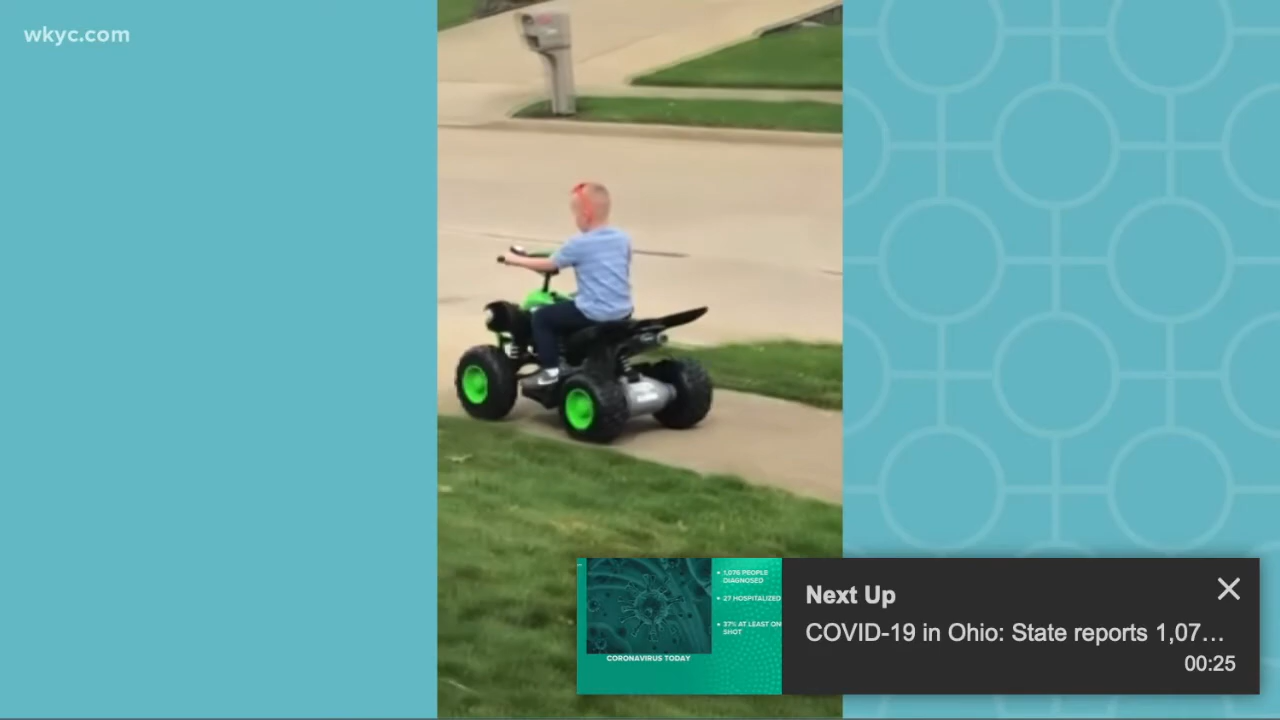 wkyc.com
• 1,076 PEOPLE
DIAGNOSED
• 27 HOSPITALIZED
• 37% AT LEAST ON
SHOT
CORONAVIRUS TODAY
Next Up
COVID-19 in Ohio: State reports 1,07...
00:25